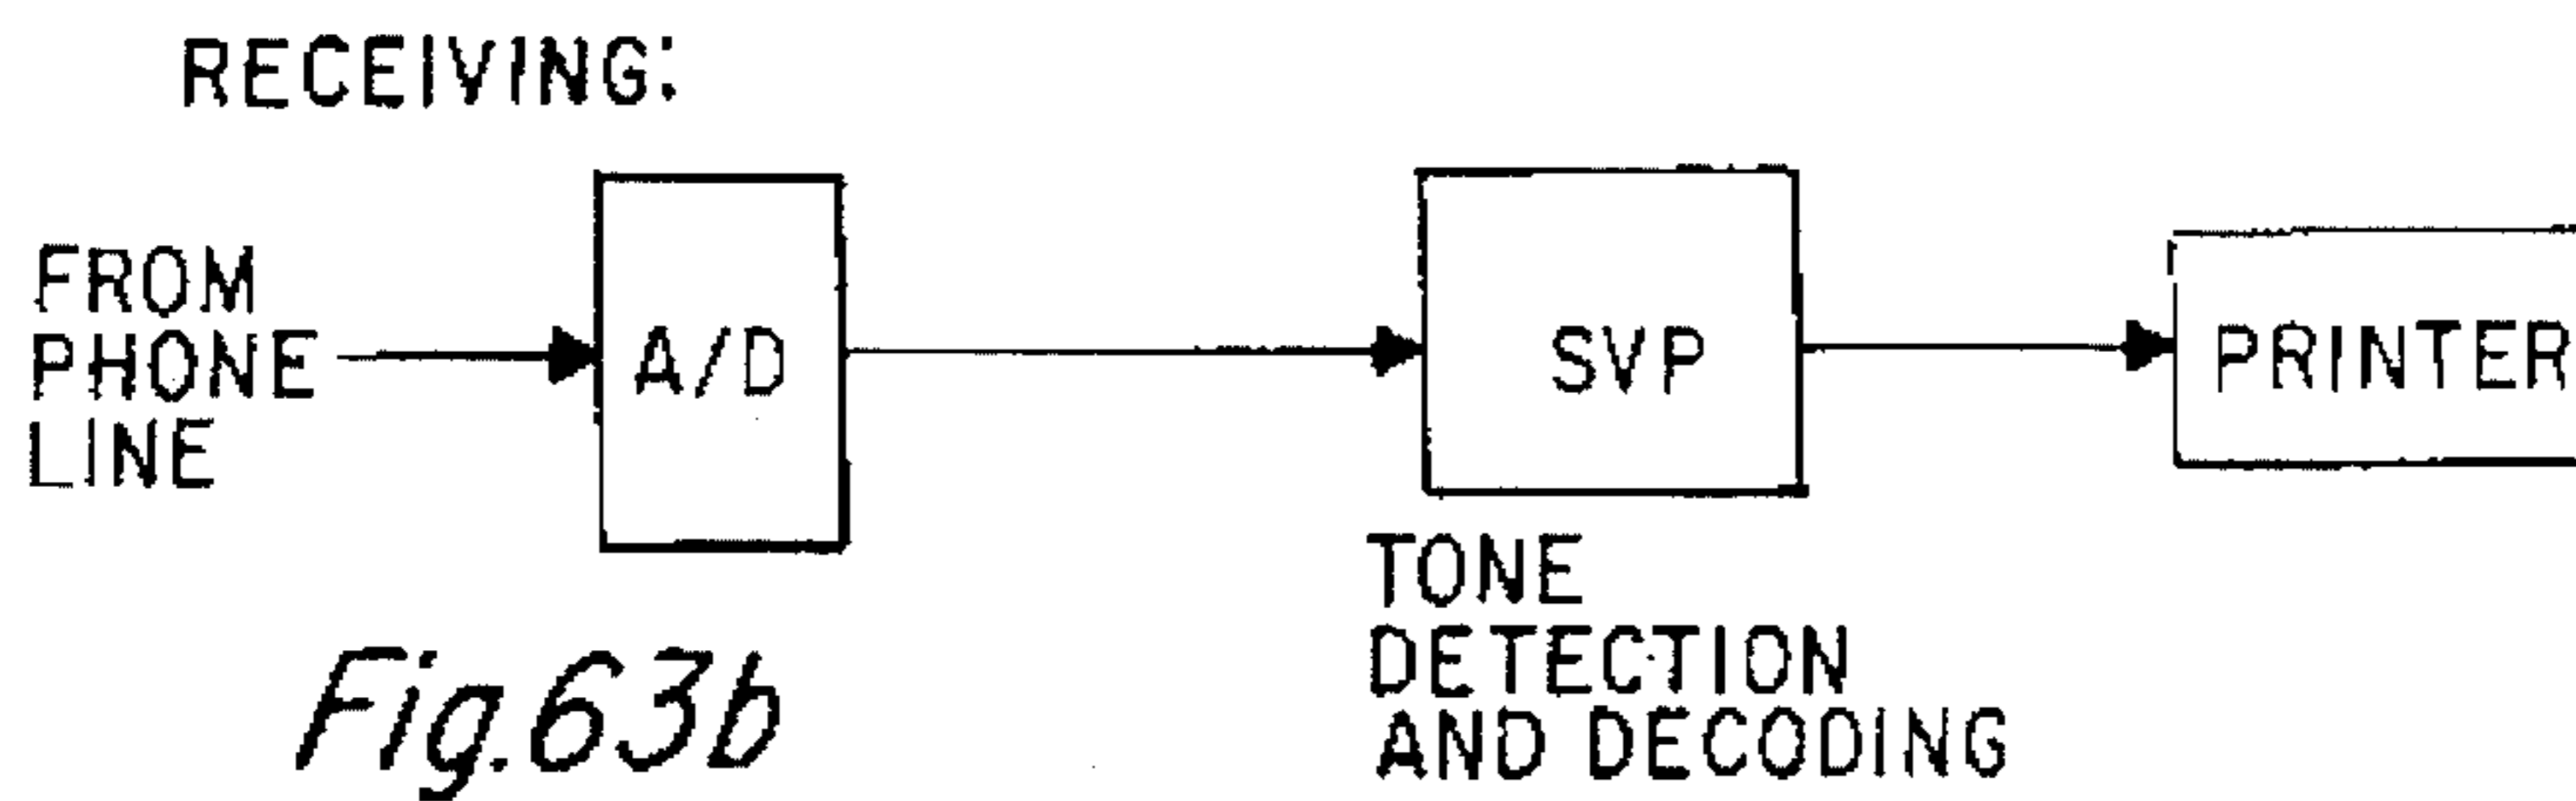 RECEIVING:
FROM
PHONE
LINE
A/D
SVP
PRINTER
TONE
DETECTION
AND DECODING
Fig. 63b